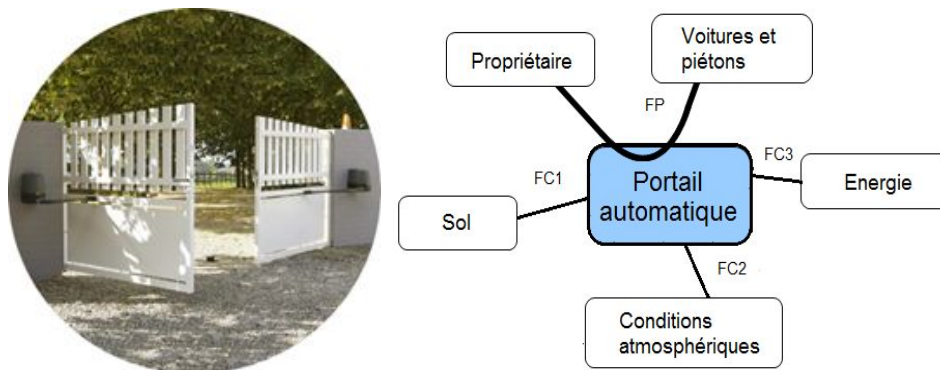 Propriétaire
Voitures et
piétons
FP
FC1
FC3
Portail
automatique
Energie
Sol
FC2
Conditions
atmosphériques